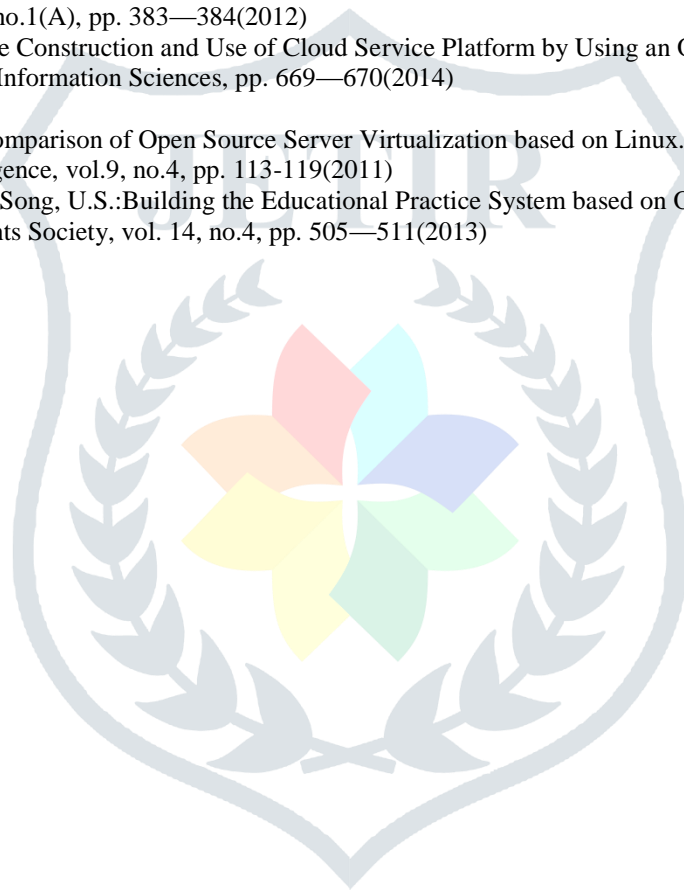 no.1(A), pp. 383—384(2012)
e Construction and Use of Cloud Service Platform by Using an
Information Sciences, pp. 669—670(2014)
omparison of Open Source Server Virtualization based on Linux.
gence, vol.9, no.4, pp. 113-119(2011)
Song, U.S.:Building the Educational Practice System based on
nts Society, vol. 14, no.4, pp. 505—511(2013)
JETIR